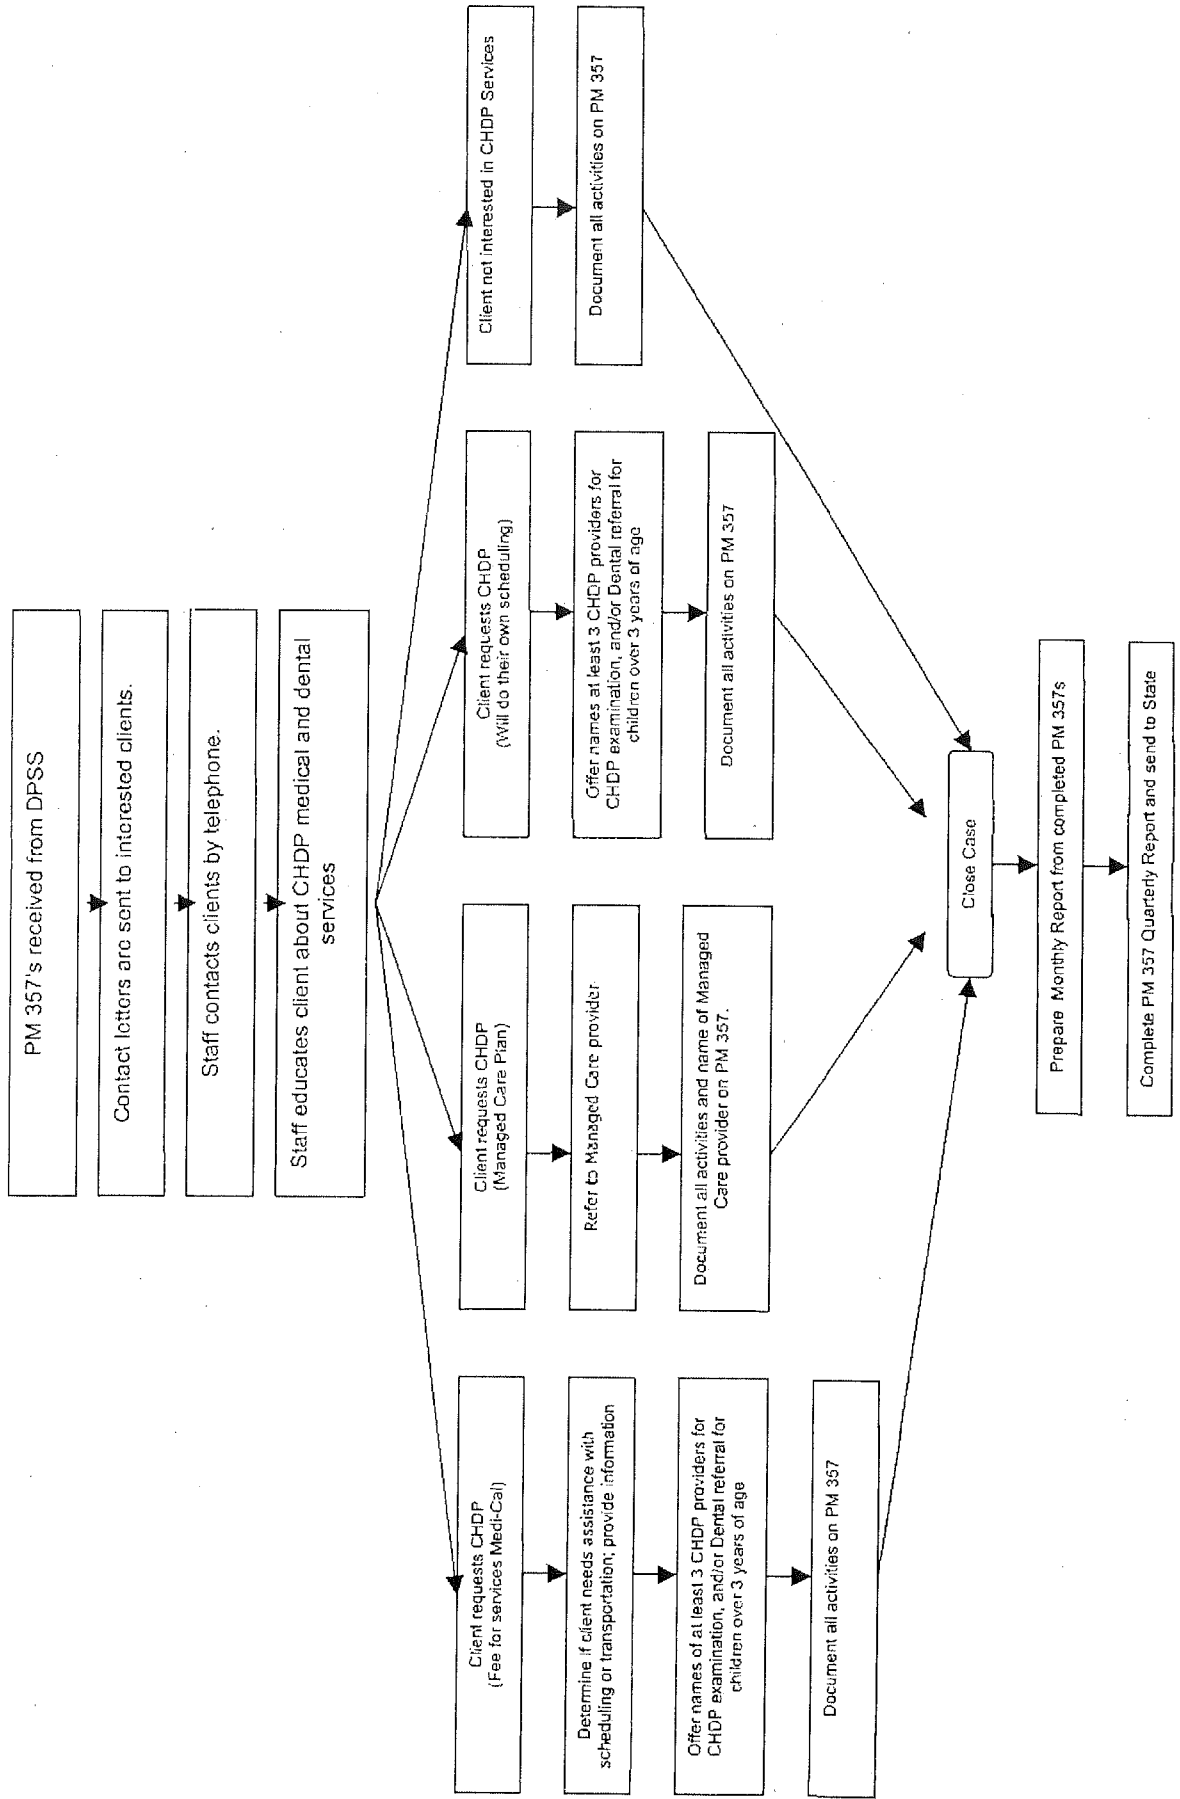 PM 357's received from DPSS
Contact letters are sent to interested clients.
Staff contacts clients by telephone.
Staff educates client about CHDP medical and dental
services
Client requests CHDP
(Fee for services Medi-Cal)
Determine if client needs assistance with
scheduling or transportation; provide information
Offer names of at least 3 CHDP providers for
CHDP examination, and/or Dental referral for
children over 3 years of age
Document all activities on PM 357
Client requests CHDP
(Managed Care Plan)
Refer to Managed Care provider
Document all activities and name of Managed
Care provider on PM 357.
Client requests CHDP
(Will do their own scheduling)
Offer names at least 3 CHDP providers for
CHDP examination, and/or Dental referral for
children over 3 years of age
Document all activities on PM 357
Client not interested in CHDP Services
Document all activities on PM 357
Close Case
Prepare Monthly Report from completed PM 357s
Complete PM 357 Quarterly Report and send to State